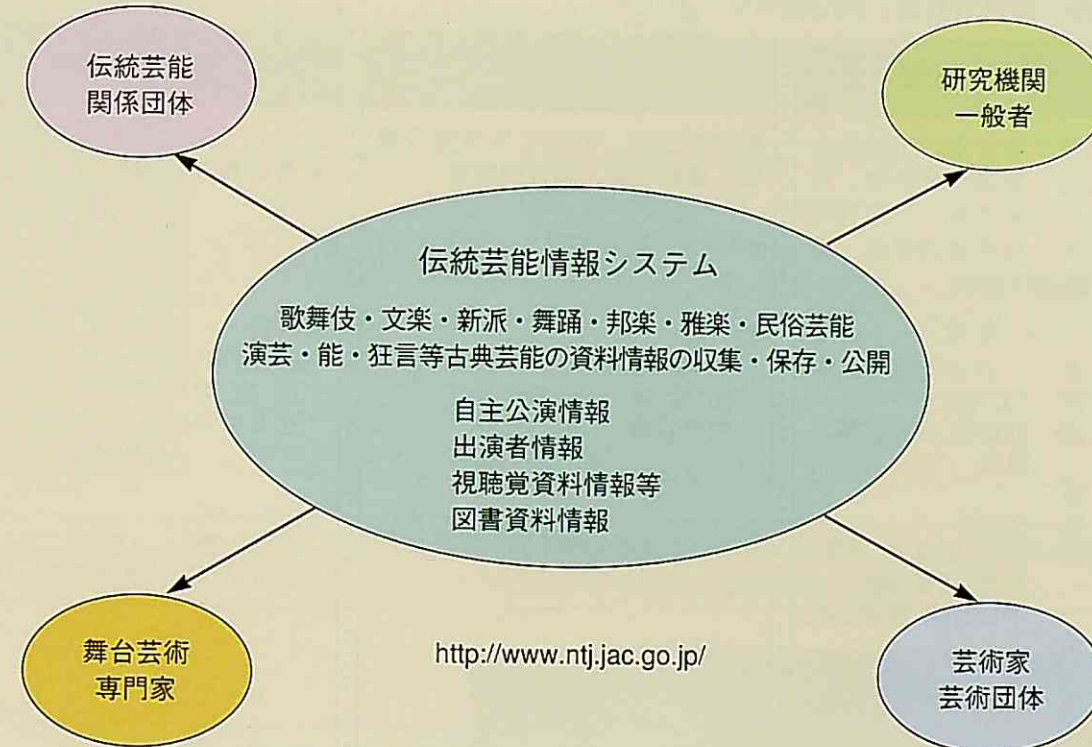 伝統芸能
関係団体
研究機関
一般者
伝統芸能情報システム
歌舞伎・文楽・新派・舞踊・邦楽・雅楽・民俗芸能
演芸・能・狂言等古典芸能の資料情報の収集・保存・公開
自主公演情報
出演者情報
視聴覚資料情報等
図書資料情報
舞台芸術
専門家
http://www.ntj.jac.go.jp/
芸術家
芸術団体